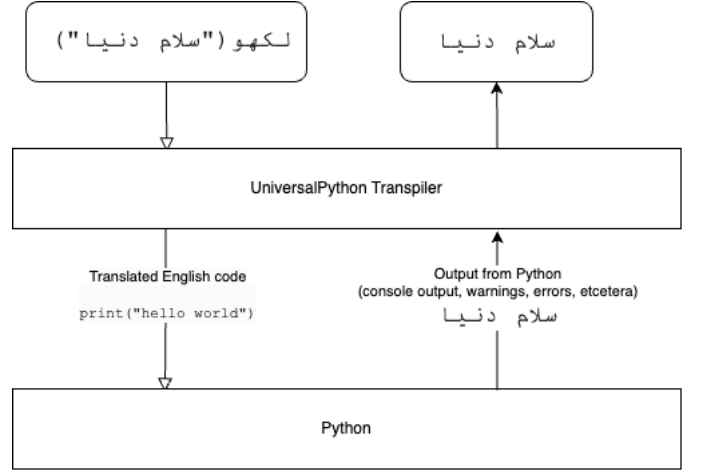 لکھو("سلام دنیا")
سلام دنیا
UniversalPython Transpiler
Translated English code
print("hello world")
Output from Python
(console output, warnings, errors, etcetera)
سلام دنیا
Python